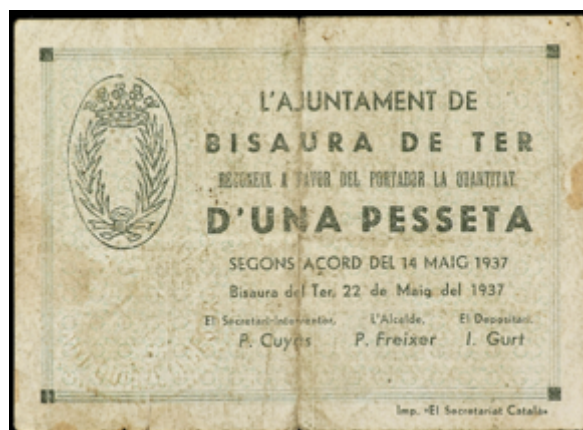 L'AJUNTAMENT DE
BISAURA DE TER
RECONEIX A FAVOR DEL PORTADOR LA QUANTITAT
D'UNA PESSETA
SEGONS ACORD DEL 14 MAIG 1937
Bisaura del Ter, 22 de Maig del 1937
El Secretari-Interventor, L'Alcalde, El Depositari,
P. Cuyàs P. Freixer I. Gurt
Imp. «El Secretariat Català»